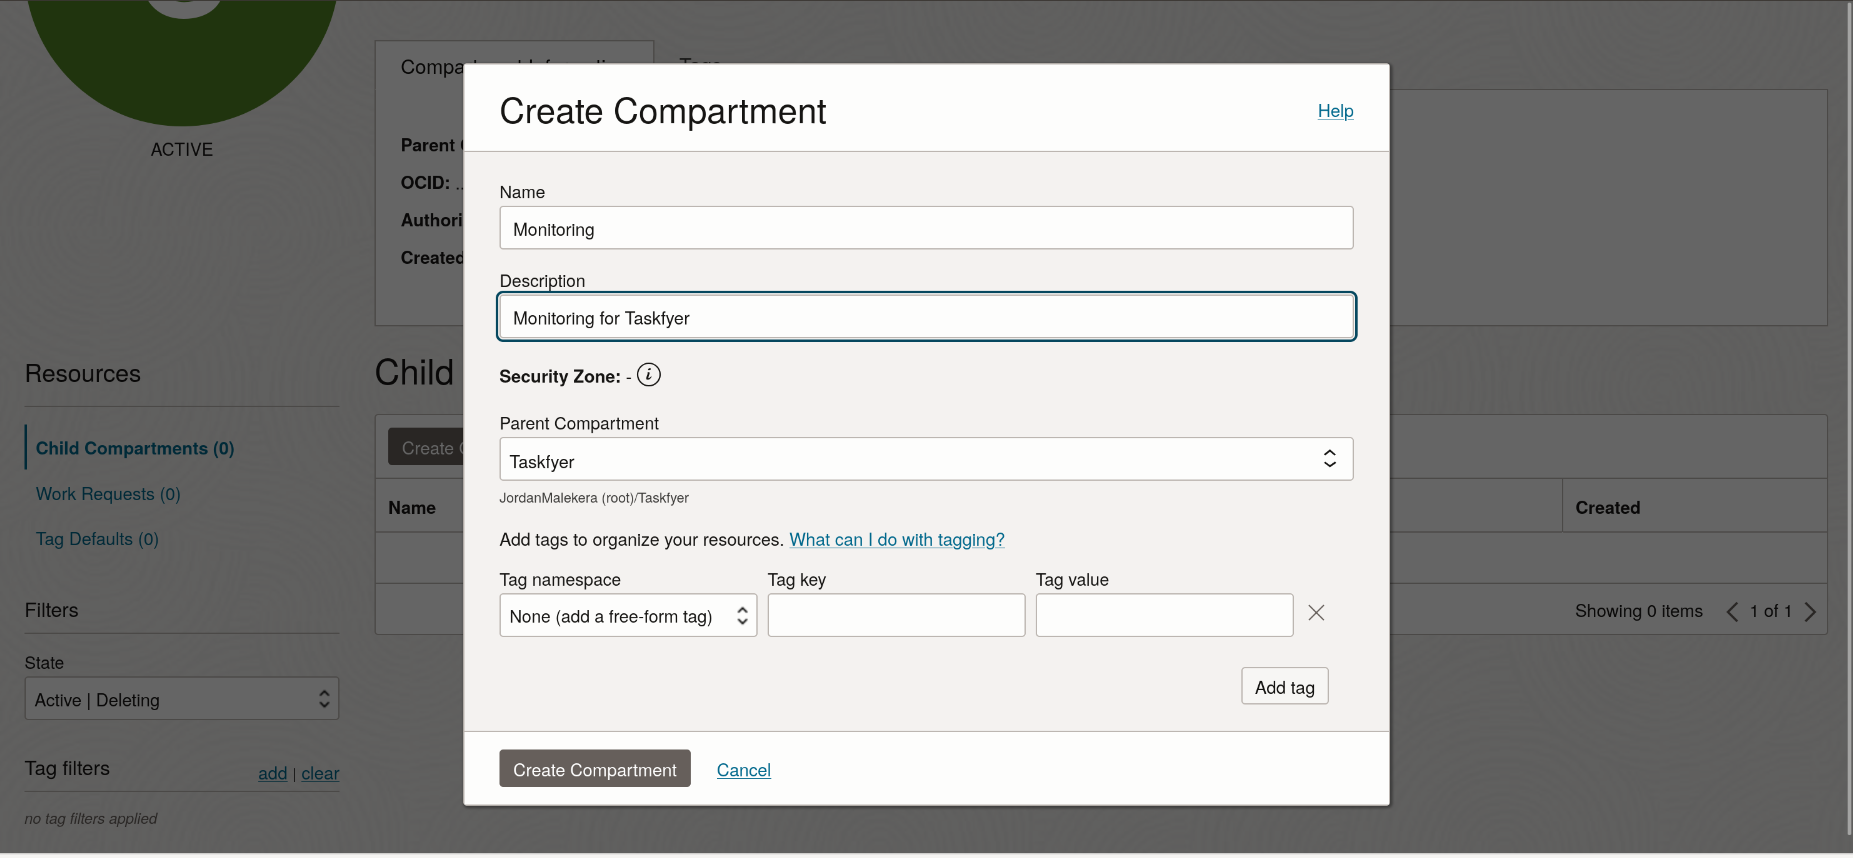 Tags
ACTIVE
Parent
OCID: ..
Authori
Created
Resources
Child Compartments (0)
Work Requests (0)
Tag Defaults (0)
Filters
State
Active | Deleting
Tag filters add | clear
no tag filters applied
Child
Create
Name Created
Showing 0 items 1 of 1
Create Compartment Help
Name
Monitoring
Description
Monitoring for Taskfyer
Security Zone: - i
Parent Compartment
Taskfyer
JordanMalekera (root)/Taskfyer
Add tags to organize your resources. What can I do with tagging?
Tag namespace Tag key Tag value
None (add a free-form tag)
Add tag
Create Compartment Cancel